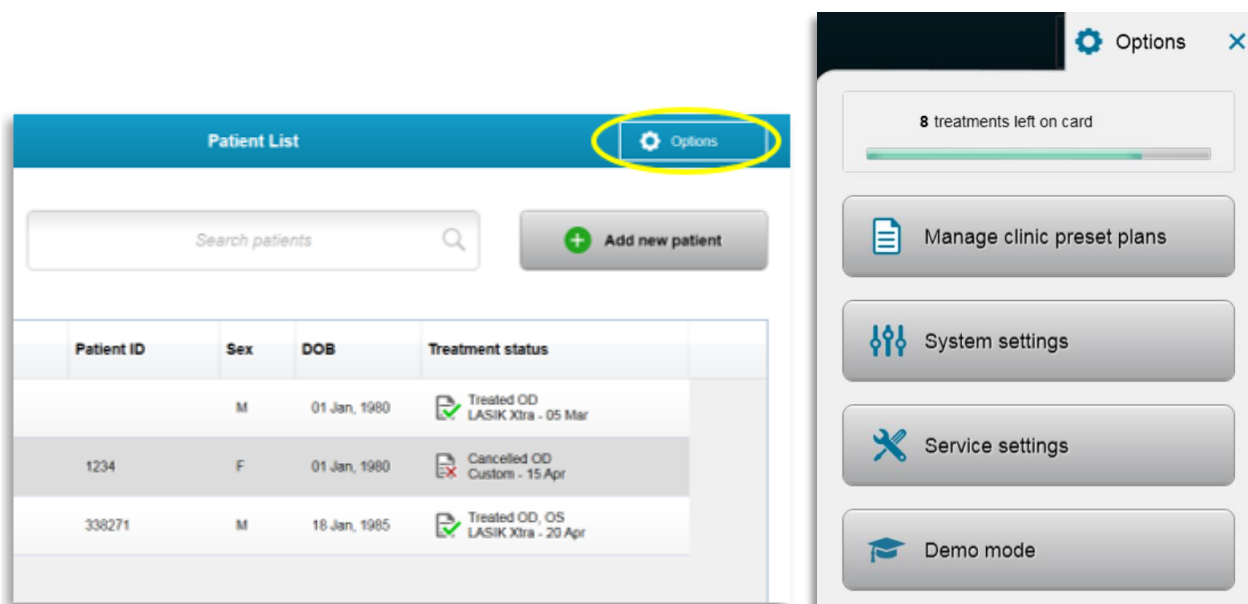 Patient List
Options
Search patients
Add new patient
Patient ID
Sex
DOB
Treatment status
M
01 Jan, 1980
Treated OD
LASIK Xtra - 05 Mar
1234
F
01 Jan, 1980
Cancelled OD
Custom - 15 Apr
338271
M
18 Jan, 1985
Treated OD, OS
LASIK Xtra - 20 Apr
Options
8 treatments left on card
Manage clinic preset plans
System settings
Service settings
Demo mode